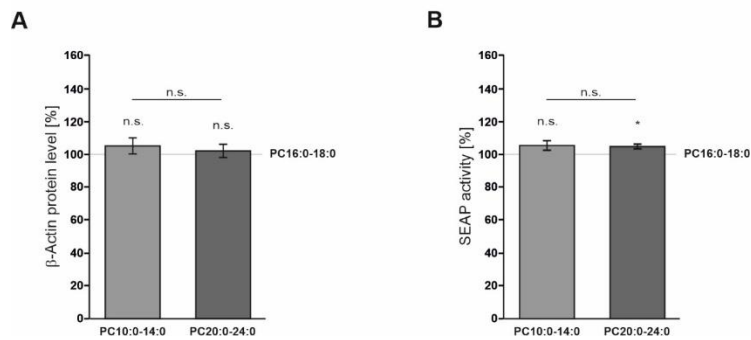 A
β-Actin protein level [%]
160
140
120
100
80
60
40
20
0
n.s.
n.s.
n.s.
PC16:0-18:0
PC10:0-14:0 PC20:0-24:0
B
SEAP activity [%]
160
140
120
100
80
60
40
20
0
n.s.
n.s.
*
PC16:0-18:0
PC10:0-14:0 PC20:0-24:0